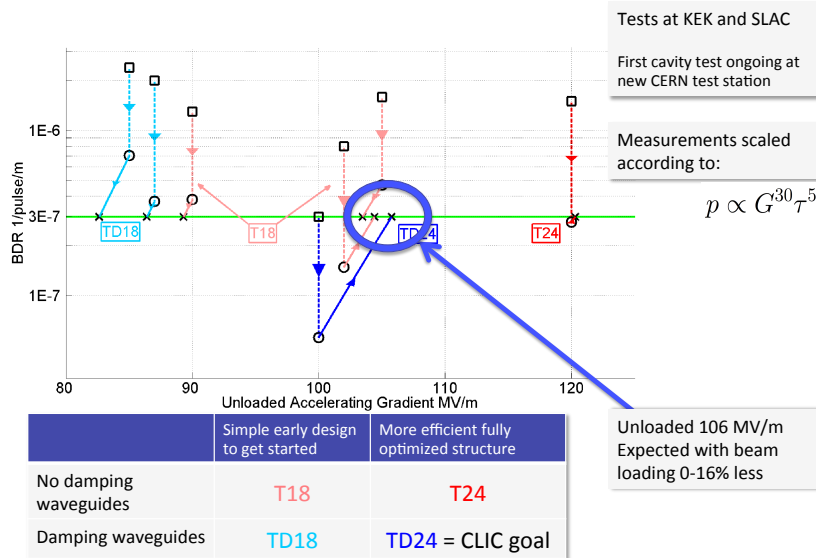 Tests at KEK and SLAC
First cavity test ongoing at
new CERN test station
Measurements scaled
according to:
p ∝ G^{30}τ^5
1E-6
3E-7
1E-7
BDR 1/pulse/m
TD18
T18
TD24
T24
80
90
100
110
120
Unloaded Accelerating Gradient MV/m
Unloaded 106 MV/m
Expected with beam
loading 0-16% less
Simple early design
to get started
More efficient fully
optimized structure
No damping
waveguides
T18
T24
Damping waveguides
TD18
TD24 = CLIC goal